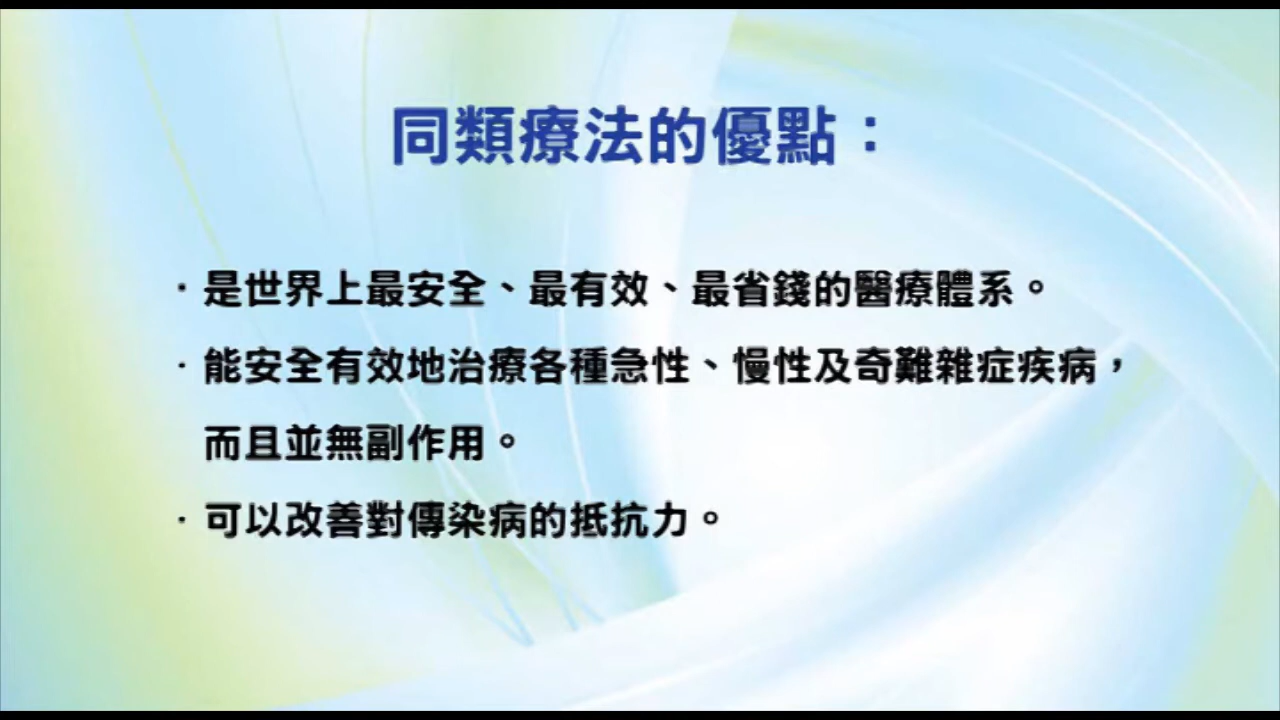 同類療法的優點：
·是世界上最安全、最有效、最省錢的醫療體系。
·能安全有效地治療各種急性、慢性及奇難雜症疾病，
而且並無副作用。
·可以改善對傳染病的抵抗力。